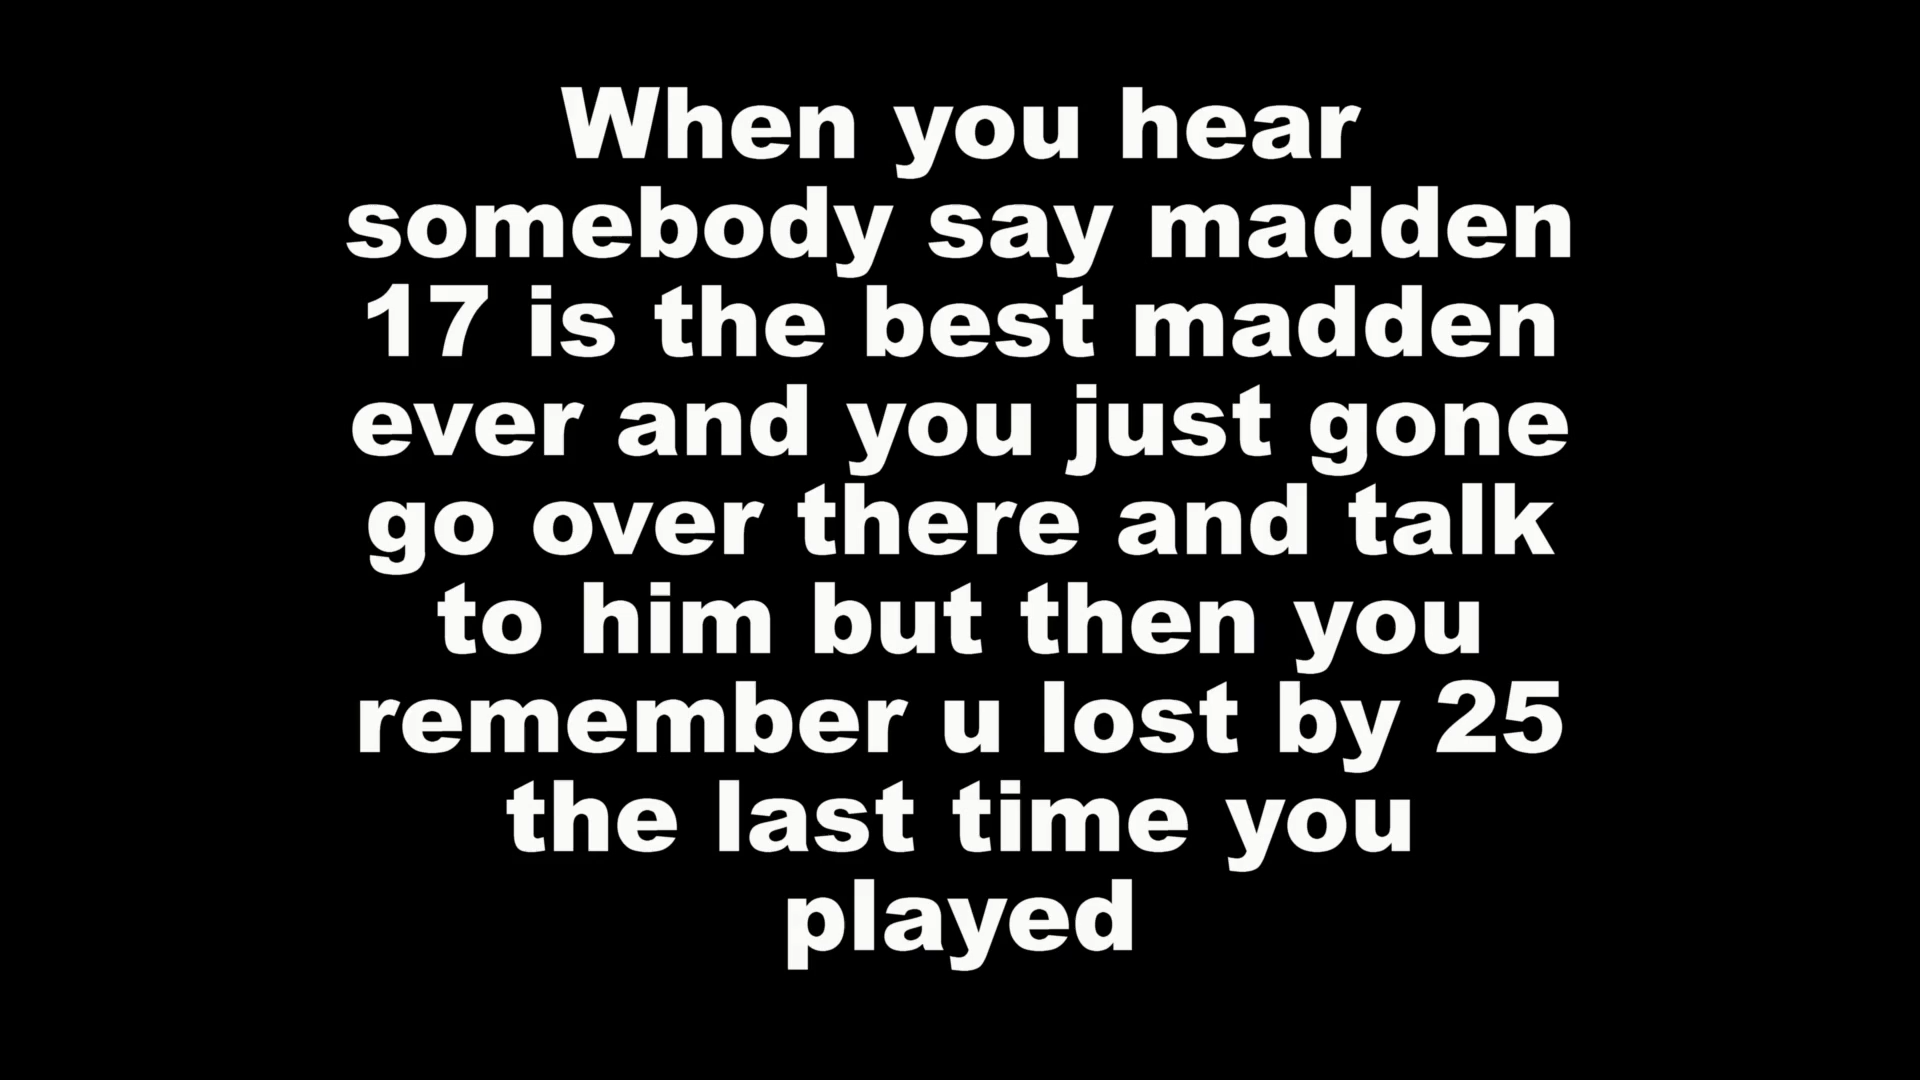 When you hear
somebody say madden
17 is the best madden
ever and you just gone
go over there and talk
to him but then you
remember u lost by 25
the last time you
played